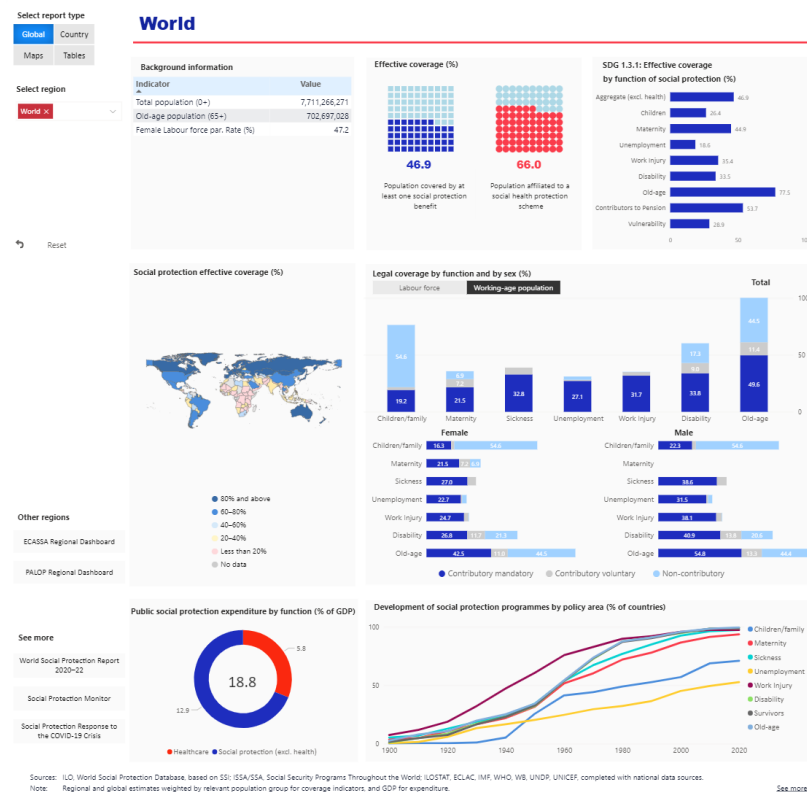 Select report type
Global Country
Maps Tables
Select region
World ×
Reset
Other regions
ECASSA Regional Dashboard
PALOP Regional Dashboard
See more
World Social Protection Report
2020–22
Social Protection Monitor
Social Protection Response to
the COVID-19 Crisis
World
Background information
Indicator Value
Total population (0+) 7,711,266,271
Old-age population (65+) 702,697,028
Female Labour force par. Rate (%) 47.2
Effective coverage (%)
46.9 66.0
Population covered by at
least one social protection
benefit
Population affiliated to a
social health protection
scheme
SDG 1.3.1: Effective coverage
by function of social protection (%)
Aggregate (excl. health) 46.9
Children 26.4
Maternity 44.9
Unemployment 18.6
Work Injury 35.4
Disability 33.5
Old-age 77.5
Contributors to Pension 53.7
Vulnerability 28.9
0 50 100
Social protection effective coverage (%)
80% and above
60–80%
40–60%
20–40%
Less than 20%
No data
Legal coverage by function and by sex (%)
Labour force Working-age population
Total
100
50
0
54.6
19.2
6.9
7.2
21.5
32.8
27.1
31.7
17.3
9.0
33.8
44.5
11.4
49.6
Children/family Maternity Sickness Unemployment Work Injury Disability Old-age
Female
Children/family 16.3 54.6
Maternity 21.5 7.2 6.9
Sickness 27.0
Unemployment 22.7
Work Injury 24.7
Disability 26.8 11.7 21.3
Old-age 42.5 11.0 44.5
Male
Children/family 22.3 54.6
Maternity
Sickness 38.6
Unemployment 31.5
Work Injury 38.1
Disability 40.9 13.8 20.6
Old-age 54.8 13.3 44.4
Contributory mandatory Contributory voluntary Non-contributory
Public social protection expenditure by function (% of GDP)
5.8
18.8
12.9
Healthcare Social protection (excl. health)
Development of social protection programmes by policy area (% of countries)
100
50
0
1900 1920 1940 1960 1980 2000 2020
Children/family
Maternity
Sickness
Unemployment
Work Injury
Disability
Survivors
Old-age
Sources: ILO, World Social Protection Database, based on SSI; ISSA/SSA, Social Security Programs Throughout the World; ILOSTAT, ECLAC, IMF, WHO, WB, UNDP, UNICEF, completed with national data sources.
Note: Regional and global estimates weighted by relevant population group for coverage indicators, and GDP for expenditure.
See more